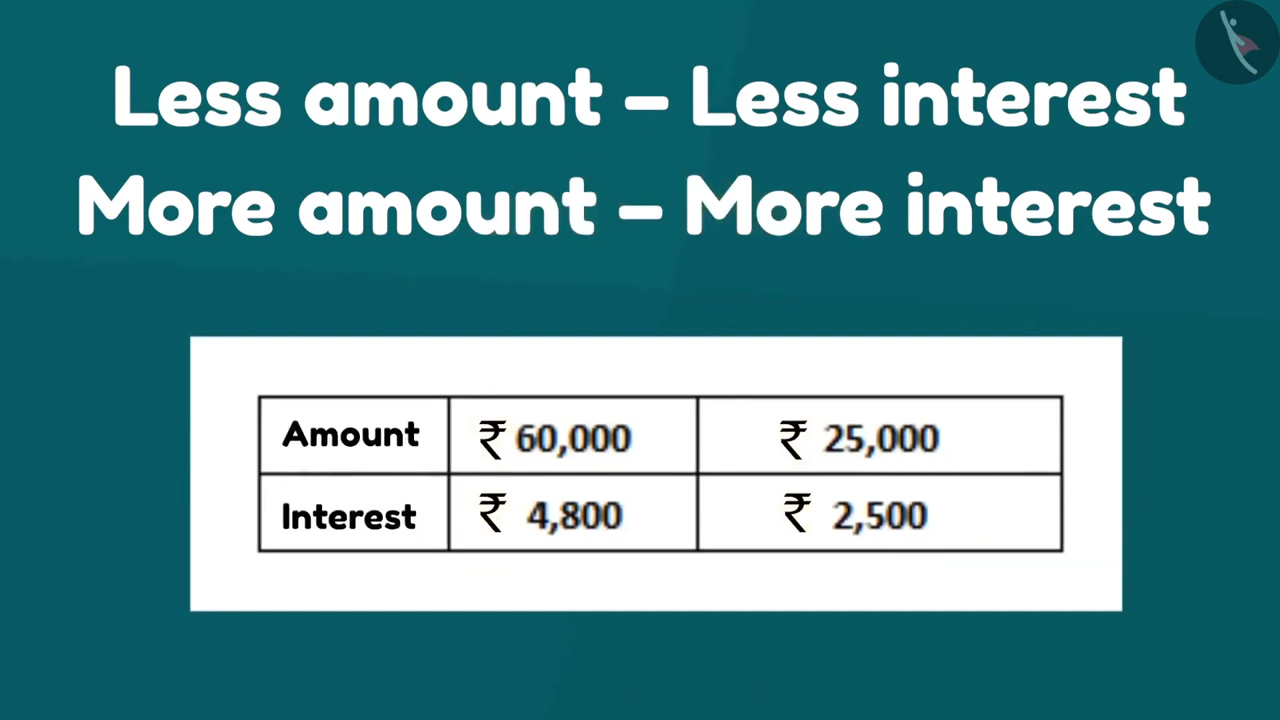 Less amount – Less interest
More amount – More interest
Amount ₹ 60,000 ₹ 25,000
Interest ₹ 4,800 ₹ 2,500